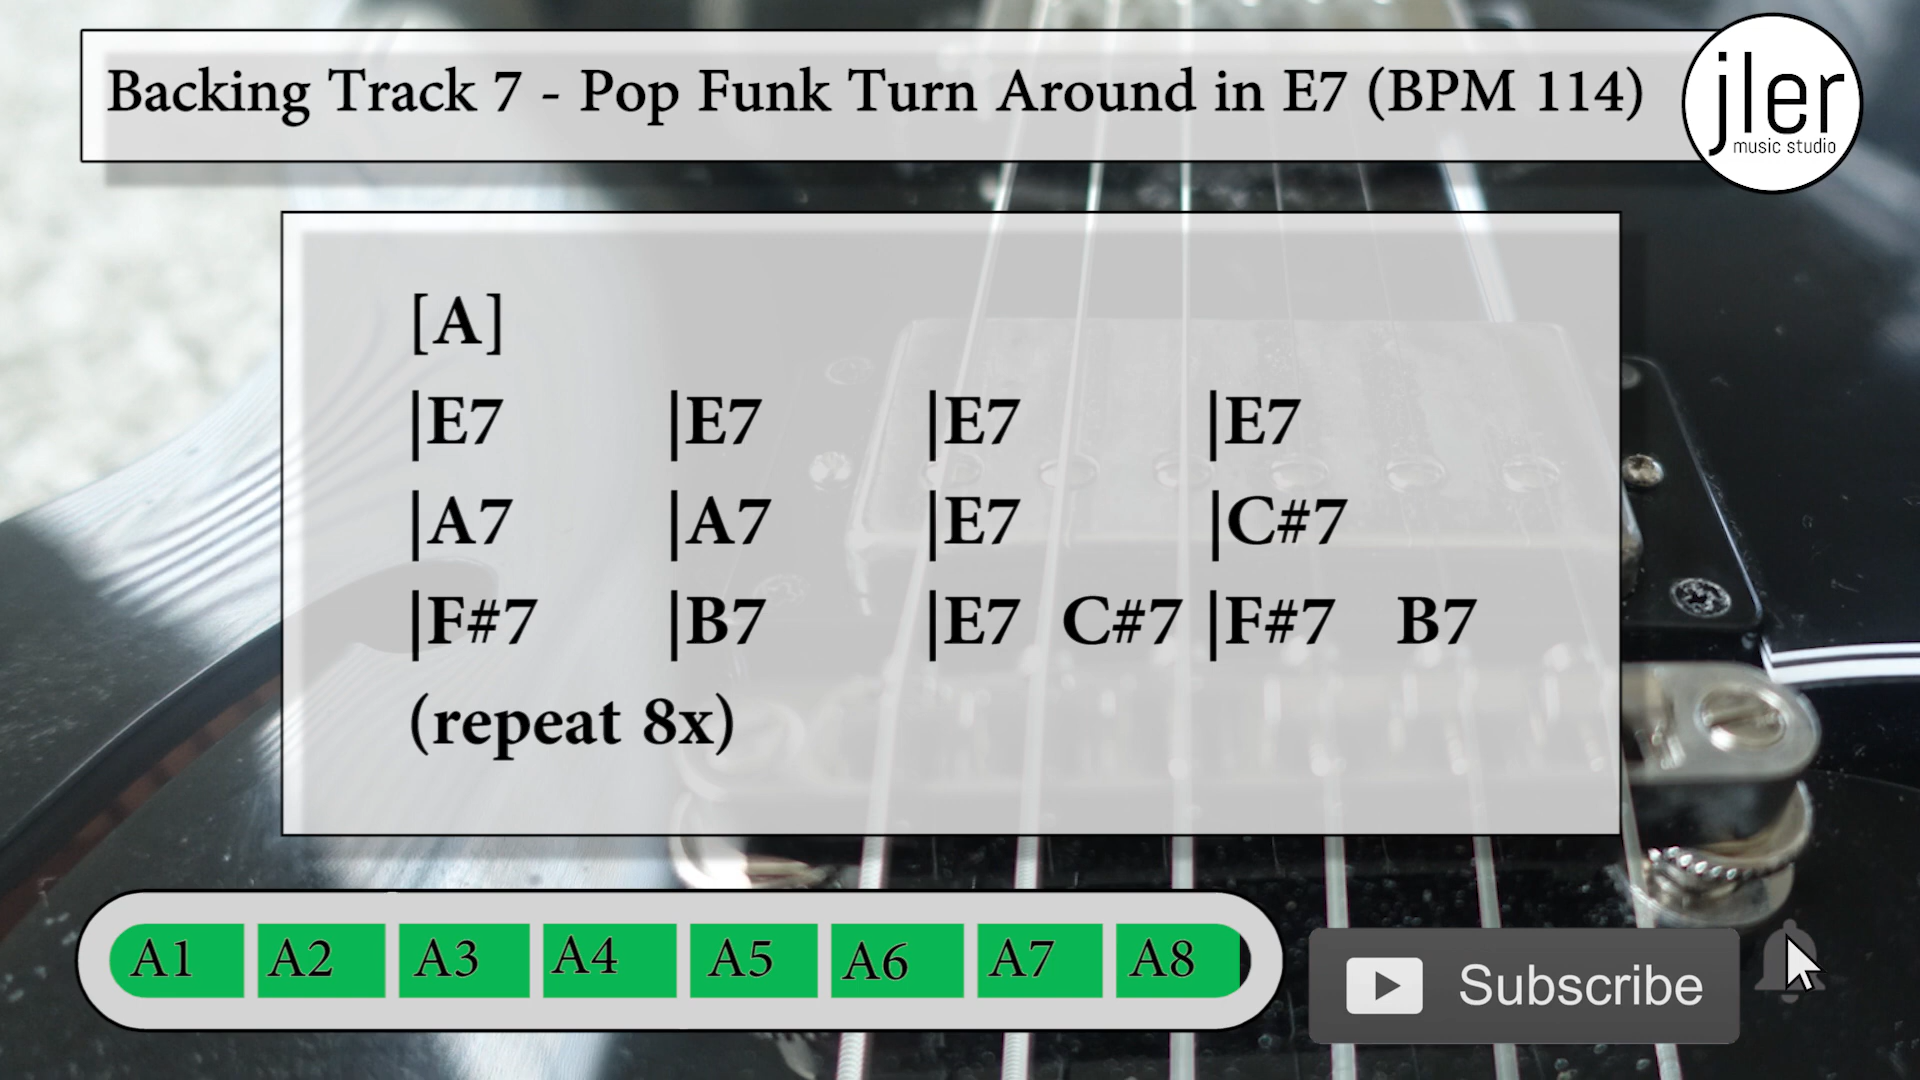 Backing Track 7 - Pop Funk Turn Around in E7 (BPM 114)
jler
music studio
[A]
|E7 |E7 |E7 |E7
|A7 |A7 |E7 |C#7
|F#7 |B7 |E7 C#7 |F#7 B7
(repeat 8x)
A1 A2 A3 A4 A5 A6 A7 A8
Subscribe